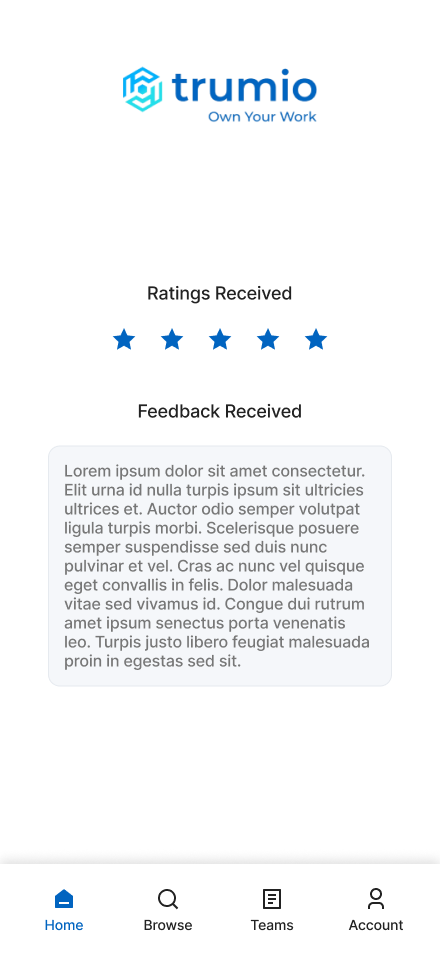 trumio
Own Your Work
Ratings Received
Feedback Received
Lorem ipsum dolor sit amet consectetur.
Elit urna id nulla turpis ipsum sit ultricies
ultrices et. Auctor odio semper volutpat
ligula turpis morbi. Scelerisque posuere
semper suspendisse sed duis nunc
pulvinar et vel. Cras ac nunc vel quisque
eget convallis in felis. Dolor malesuada
vitae sed vivamus id. Congue dui rutrum
amet ipsum senectus porta venenatis
leo. Turpis justo libero feugiat malesuada
proin in egestas sed sit.
Home
Browse
Teams
Account